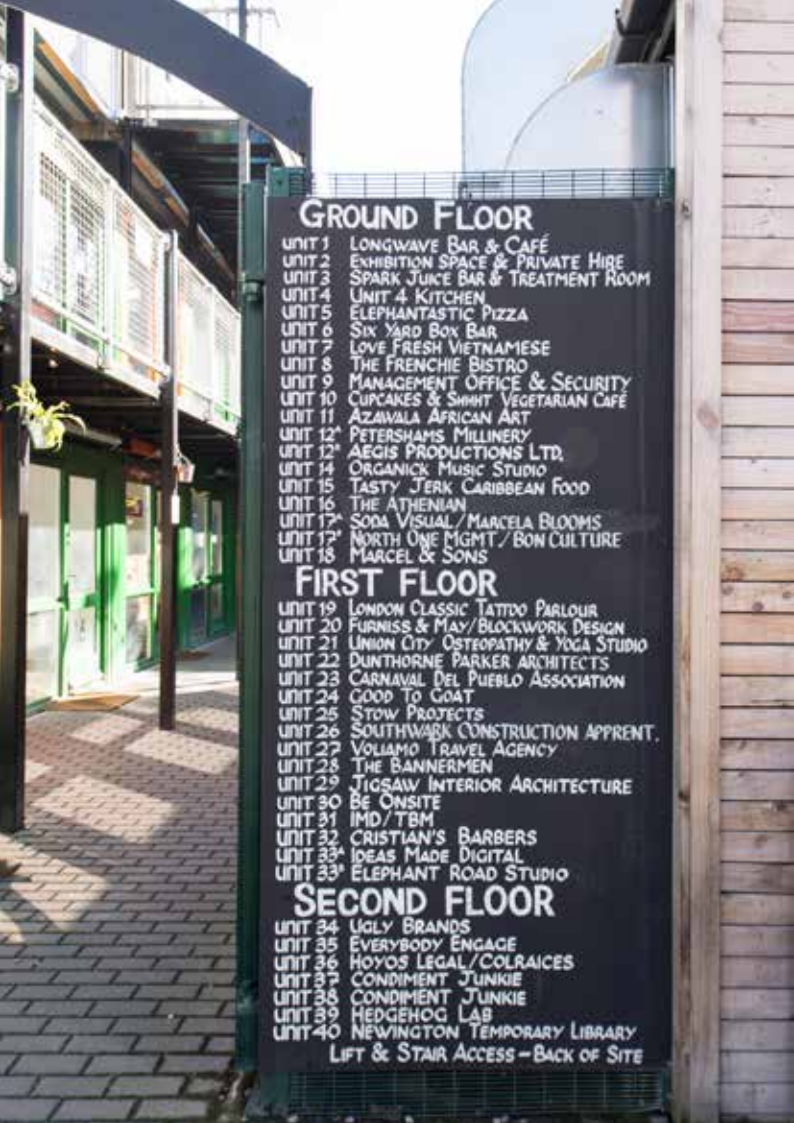 GROUND FLOOR
UNIT 1 LONGWAVE BAR & CAFÉ
UNIT 2 EXHIBITION SPACE & PRIVATE HIRE
UNIT 3 SPARK JUICE BAR & TREATMENT ROOM
UNIT 4 UNIT 4 KITCHEN
UNIT 5 ELEPHANTASTIC PIZZA
UNIT 6 SIX YARD BOX BAR
UNIT 7 LOVE FRESH VIETNAMESE
UNIT 8 THE FRENCHIE BISTRO
UNIT 9 MANAGEMENT OFFICE & SECURITY
UNIT 10 CUPCAKES & SHHHT VEGETARIAN CAFÉ
UNIT 11 AZAWALA AFRICAN ART
UNIT 12ᴬ PETERSHAMS MILLINERY
UNIT 12ᴮ AEGIS PRODUCTIONS LTD.
UNIT 14 ORGANICK MUSIC STUDIO
UNIT 15 TASTY JERK CARIBBEAN FOOD
UNIT 16 THE ATHENIAN
UNIT 17ᴬ SODA VISUAL/MARCELA BLOOMS
UNIT 17ᴮ NORTH ONE MGMT./BON CULTURE
UNIT 18 MARCEL & SONS
FIRST FLOOR
UNIT 19 LONDON CLASSIC TATTOO PARLOUR
UNIT 20 FURNISS & MAY/BLOCKWORK DESIGN
UNIT 21 UNION CITY OSTEOPATHY & YOGA STUDIO
UNIT 22 DUNTHORNE PARKER ARCHITECTS
UNIT 23 CARNAVAL DEL PUEBLO ASSOCIATION
UNIT 24 GOOD TO GOAT
UNIT 25 STOW PROJECTS
UNIT 26 SOUTHWARK CONSTRUCTION APPRENT.
UNIT 27 VOLIAMO TRAVEL AGENCY
UNIT 28 THE BANNERMEN
UNIT 29 JIGSAW INTERIOR ARCHITECTURE
UNIT 30 BE ONSITE
UNIT 31 IMD/TBM
UNIT 32 CRISTIAN'S BARBERS
UNIT 33ᴬ IDEAS MADE DIGITAL
UNIT 33ᴮ ELEPHANT ROAD STUDIO
SECOND FLOOR
UNIT 34 UGLY BRANDS
UNIT 35 EVERYBODY ENGAGE
UNIT 36 HOYOS LEGAL/COLRAICES
UNIT 37 CONDIMENT JUNKIE
UNIT 38 CONDIMENT JUNKIE
UNIT 39 HEDGEHOG LAB
UNIT 40 NEWINGTON TEMPORARY LIBRARY
LIFT & STAIR ACCESS – BACK OF SITE